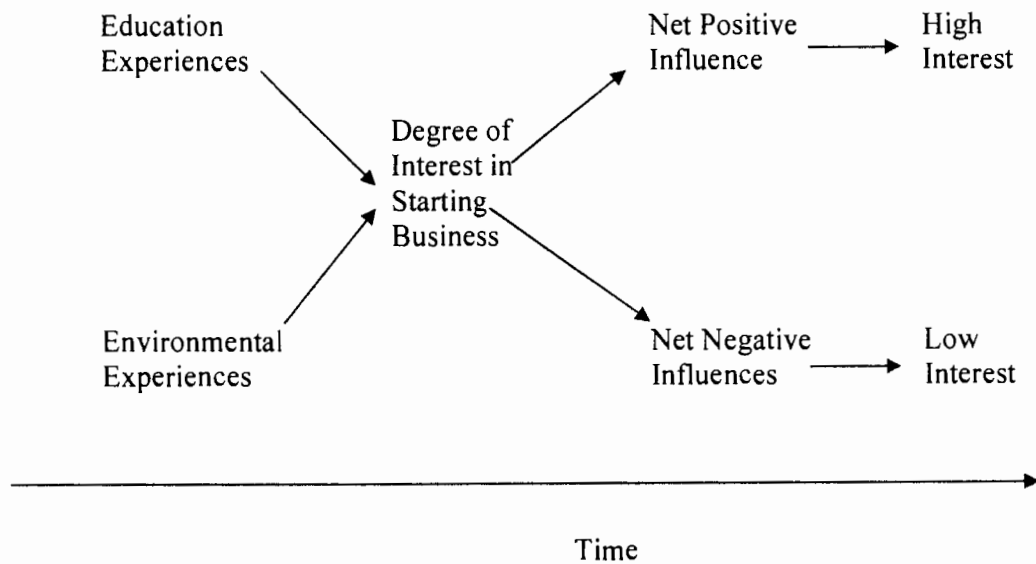 Education
Experiences
Net Positive
Influence
High
Interest
Degree of
Interest in
Starting
Business
Environmental
Experiences
Net Negative
Influences
Low
Interest
Time